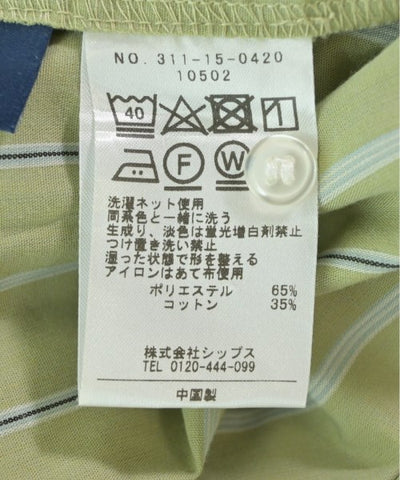 NO. 311-15-0420
10502
40
F W
洗濯ネット使用
同系色と一緒に洗う
生成り、淡色は蛍光増白剤禁止
つけ置き洗い禁止
湿った状態で形を整える
アイロンはあて布使用
ポリエステル 65%
コットン 35%
株式会社シップス
TEL 0120-444-099
中国製